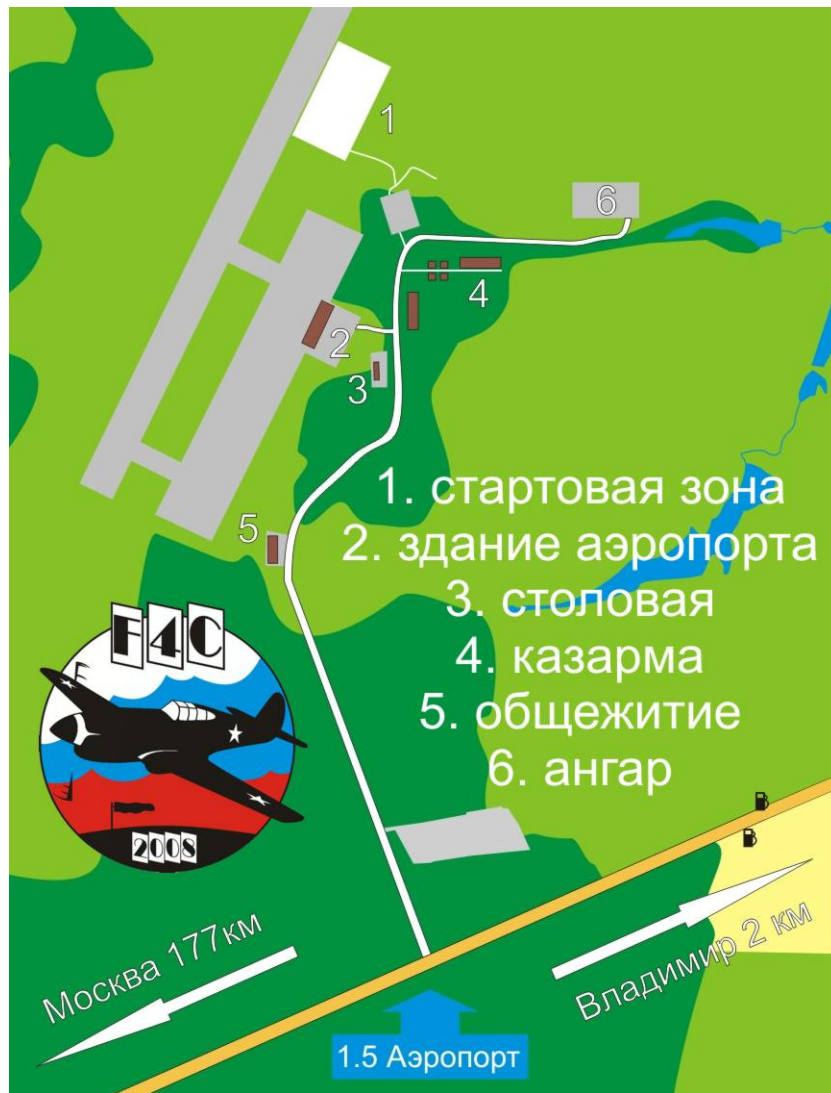 1
6
4
2
3
1. стартовая зона
2. здание аэропорта
3. столовая
4. казарма
5. общежитие
6. ангар
5
F4C
2008
Москва 177км
Владимир 2 км
1.5 Аэропорт